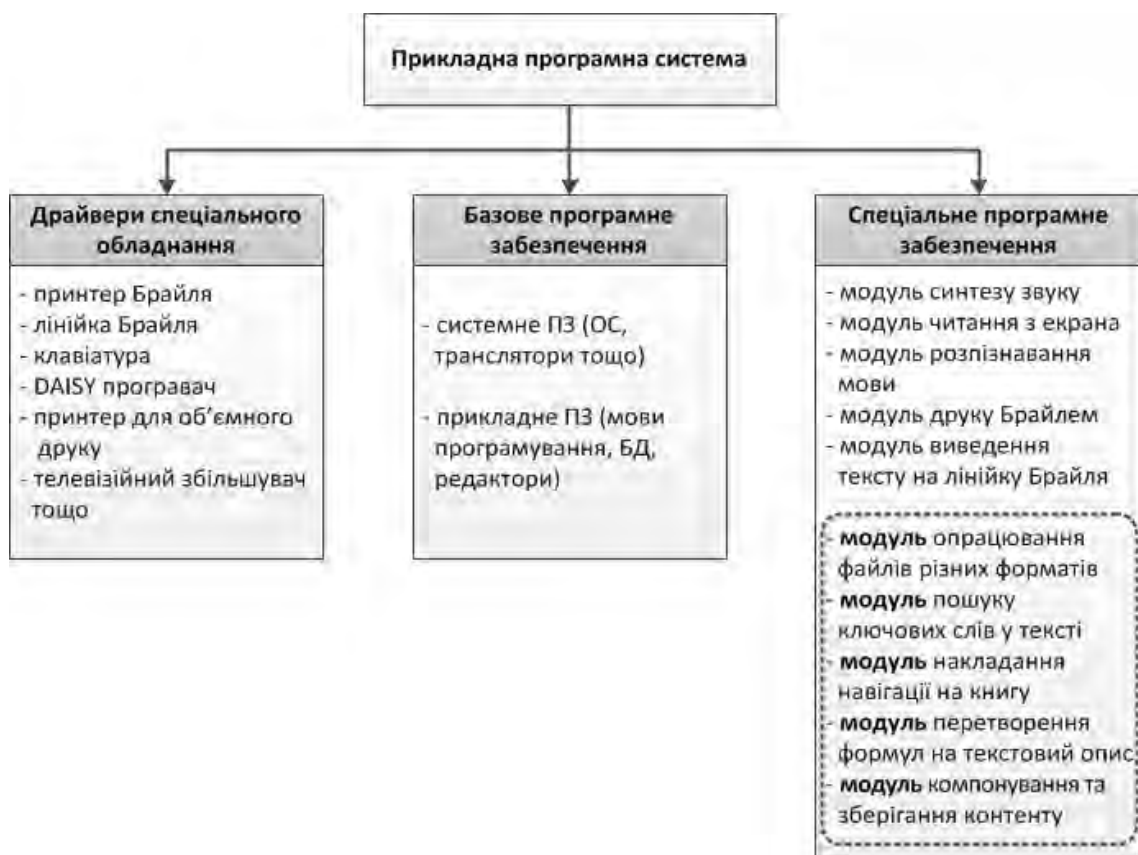 Прикладна програмна система
Драйвери спеціального
обладнання
- принтер Брайля
- лінійка Брайля
- клавіатура
- DAISY програвач
- принтер для об’ємного
друку
- телевізійний збільшувач
тощо
Базове програмне
забезпечення
- системне ПЗ (ОС,
транслятори тощо)
- прикладне ПЗ (мови
програмування, БД,
редактори)
Спеціальне програмне
забезпечення
- модуль синтезу звуку
- модуль читання з екрана
- модуль розпізнавання
мови
- модуль друку Брайлем
- модуль виведення
тексту на лінійку Брайля
- модуль опрацювання
файлів різних форматів
- модуль пошуку
ключових слів у тексті
- модуль накладання
навігації на книгу
- модуль перетворення
формул на текстовий опис
- модуль компонування та
зберігання контенту